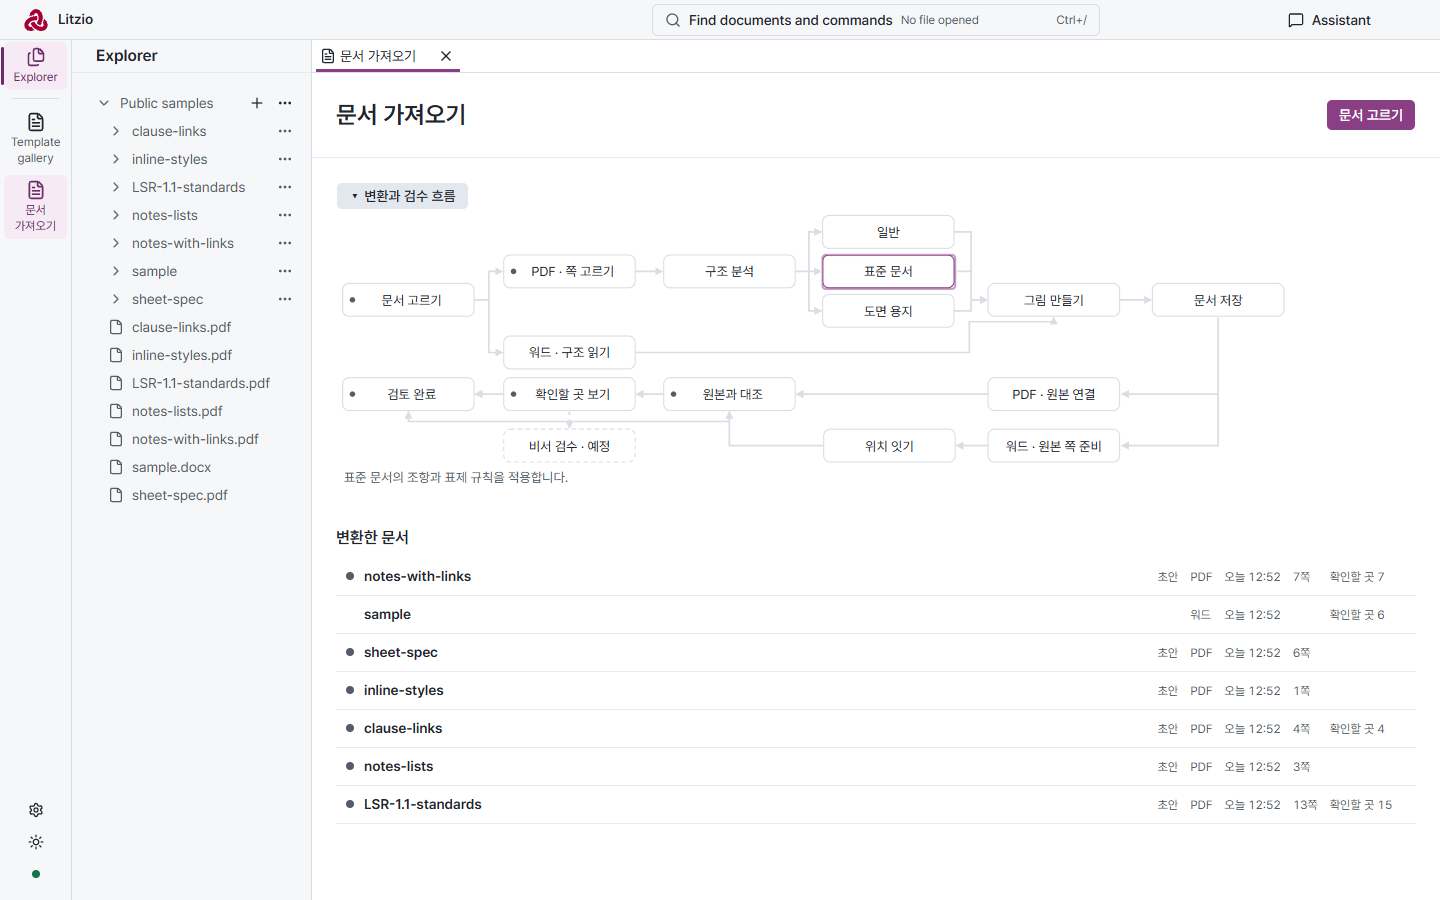 Litzio
Find documents and commands No file opened Ctrl+/
Assistant
Explorer
Template
gallery
문서
가져오기
Explorer
Public samples
clause-links
inline-styles
LSR-1.1-standards
notes-lists
notes-with-links
sample
sheet-spec
clause-links.pdf
inline-styles.pdf
LSR-1.1-standards.pdf
notes-lists.pdf
notes-with-links.pdf
sample.docx
sheet-spec.pdf
문서 가져오기
문서 가져오기
문서 고르기
변환과 검수 흐름
일반
PDF · 쪽 고르기
구조 분석
표준 문서
문서 고르기
도면 용지
그림 만들기
문서 저장
워드 · 구조 읽기
검토 완료
확인할 곳 보기
원본과 대조
PDF · 원본 연결
비서 검수 · 예정
위치 잇기
워드 · 원본 쪽 준비
표준 문서의 조항과 표제 규칙을 적용합니다.
변환한 문서
notes-with-links 초안 PDF 오늘 12:52 7쪽 확인할 곳 7
sample 워드 오늘 12:52 확인할 곳 6
sheet-spec 초안 PDF 오늘 12:52 6쪽
inline-styles 초안 PDF 오늘 12:52 1쪽
clause-links 초안 PDF 오늘 12:52 4쪽 확인할 곳 4
notes-lists 초안 PDF 오늘 12:52 3쪽
LSR-1.1-standards 초안 PDF 오늘 12:52 13쪽 확인할 곳 15